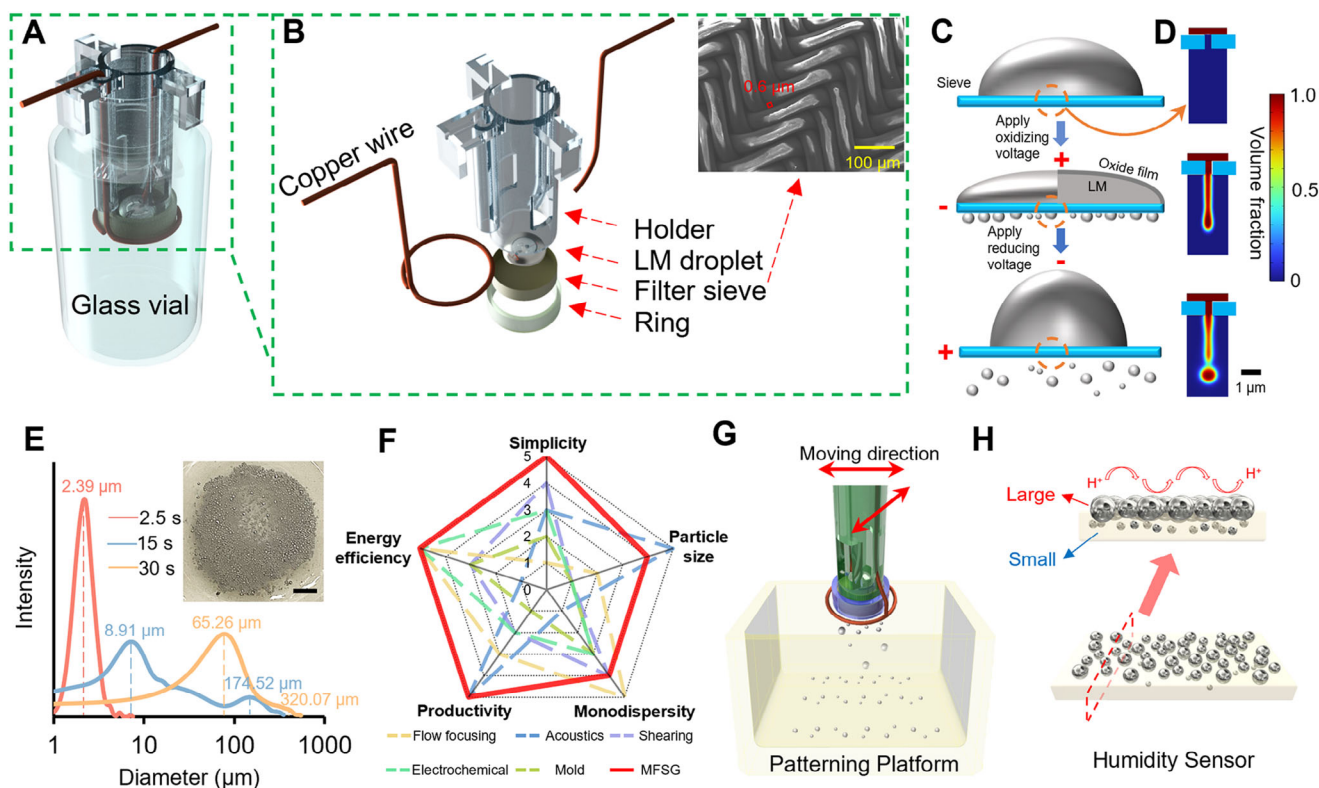 A
Glass vial
B
Copper wire
Holder
LM droplet
Filter sieve
Ring
0.6 μm
100 μm
C
Sieve
Apply
oxidizing
voltage
+
Oxide film
LM
-
Apply
reducing
voltage
-
+
D
1.0
0.5
0
Volume fraction
1 μm
E
2.39 μm
2.5 s
15 s
30 s
8.91 μm
65.26 μm
174.52 μm
320.07 μm
Intensity
1 10 100 1000
Diameter (μm)
F
Simplicity
5
4
3
2
1
0
Energy
efficiency
Particle
size
Productivity
Monodispersity
Flow focusing Acoustics Shearing
Electrochemical Mold MFSG
G
Moving direction
Patterning Platform
H
H+ H+
Large
Small
Humidity Sensor